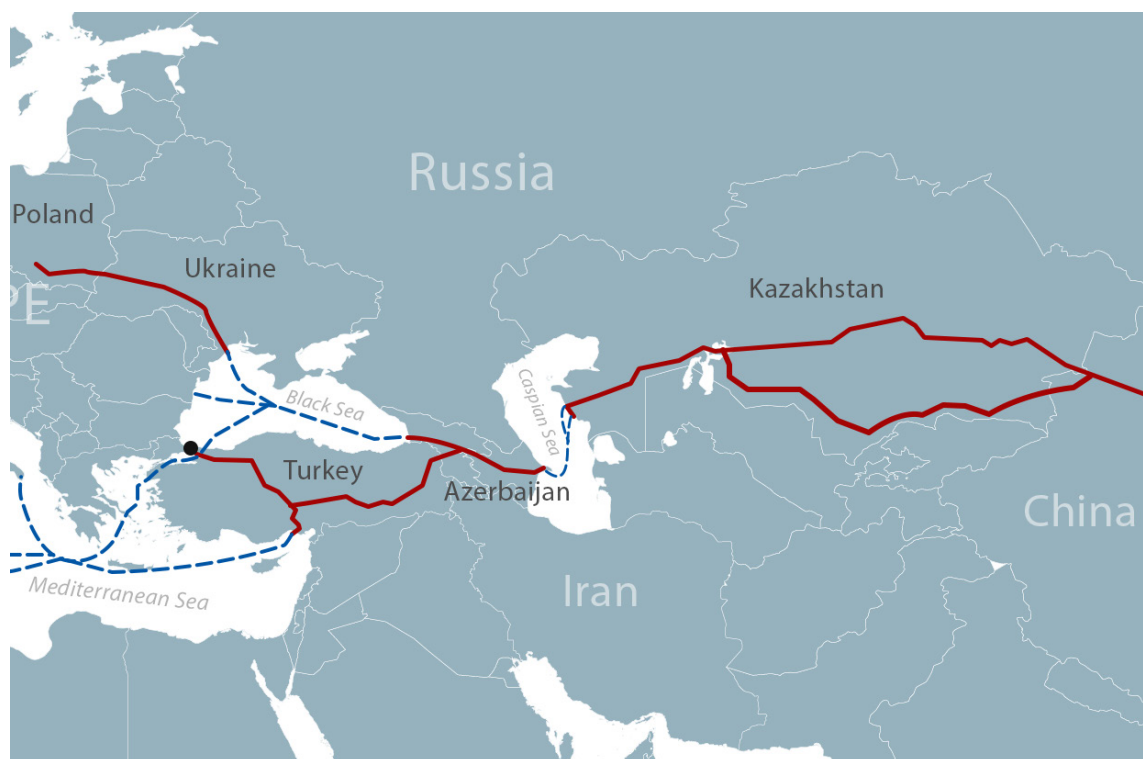 Russia
Poland
Ukraine
PE
Kazakhstan
Caspian Sea
Black Sea
Turkey
Azerbaijan
China
Iran
Mediterranean Sea